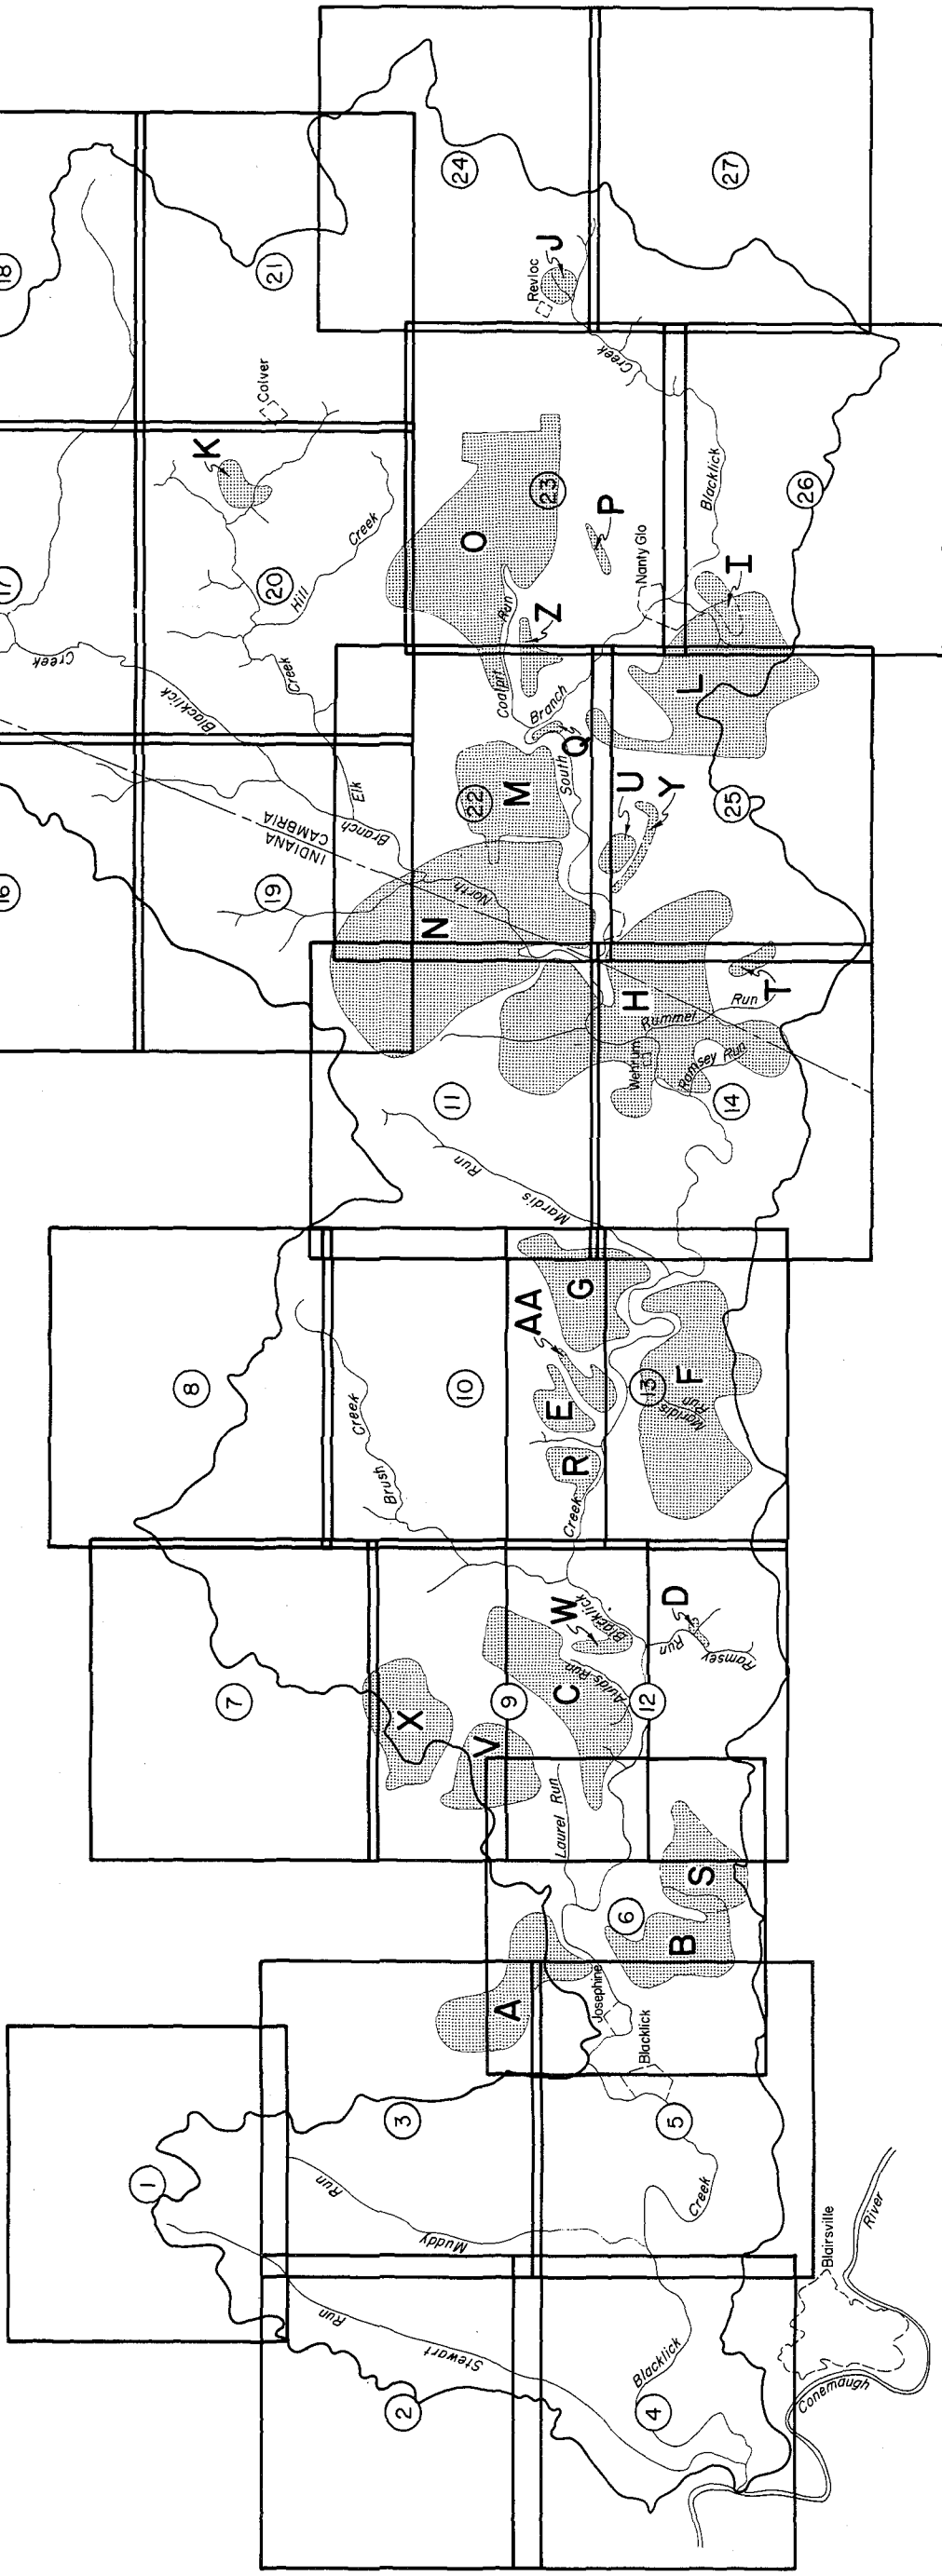 18
17
16
21
Colver
K
20
Hill
Creek
Creek
Creek
Blacklick
Elk
19
INDIANA
CAMBRIA
Branch
24
27
Revloc
J
Creek
O
23
P
Nanty Glo
Blacklick
26
I
Z
Run
Coalpit
Branch
L
Q
South
22
M
U
Y
25
N
North
H
T
Run
Rummel
Wehrum
Ramsey Run
14
11
Run
Mardis
8
10
Creek
Brush
AA
G
E
R
Creek
13
F
Mardis
Run
7
X
V
9
C
W
Blacklick
Aulds Run
12
D
Run
Ramsey
Laurel Run
S
6
B
A
Josephine
Blacklick
3
5
Creek
1
Run
Muddy
Run
Stewart
2
Blacklick
4
Blairsville
River
Conemaugh